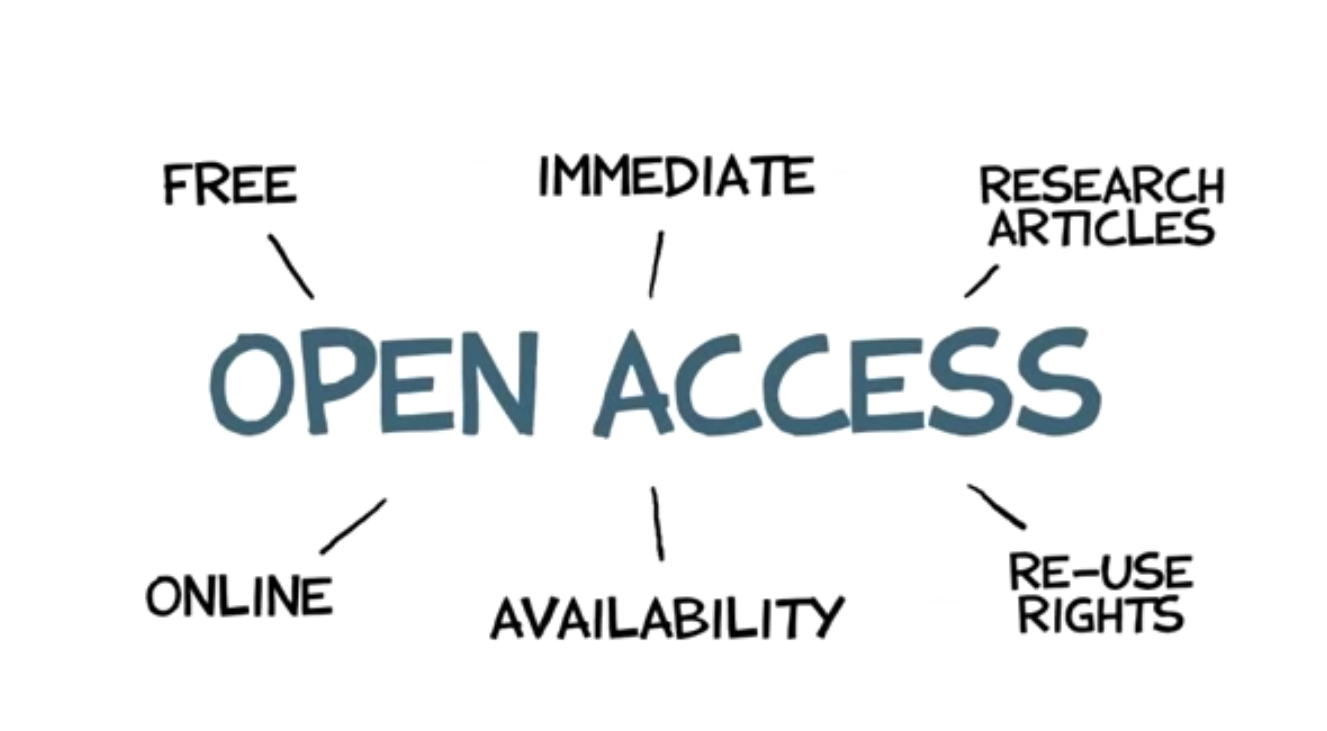 FREE
IMMEDIATE
RESEARCH
ARTICLES
OPEN ACCESS
ONLINE
AVAILABILITY
RE-USE
RIGHTS